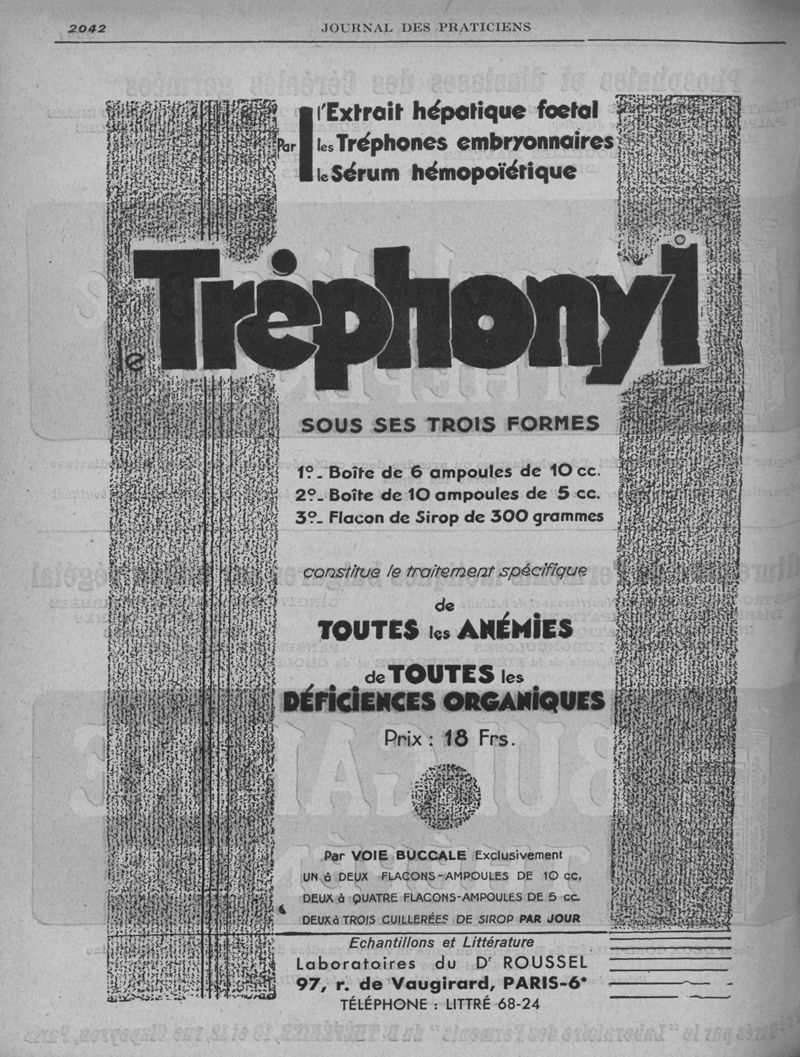 2042
JOURNAL DES PRATICIENS
Par
l'Extrait hépatique foetal
les Tréphones embryonnaires
le Sérum hémopoïétique
le Tréphonyl
SOUS SES TROIS FORMES
1º_ Boîte de 6 ampoules de 10 cc.
2º_ Boîte de 10 ampoules de 5 cc.
3º_ Flacon de Sirop de 300 grammes
constitue le traitement spécifique
de
TOUTES les ANÉMiES
de TOUTES les
DÉFiCiENCES ORGANiQUES
Prix : 18 Frs.
Par VOIE BUCCALE Exclusivement
UN à DEUX FLACONS-AMPOULES DE 10 cc,
DEUX à QUATRE FLACONS-AMPOULES DE 5 cc.
DEUX à TROIS CUILLERÉES DE SIROP PAR JOUR
Echantillons et Littérature
Laboratoires du Dr ROUSSEL
97, r. de Vaugirard, PARIS-6e
TÉLÉPHONE : LITTRÉ 68-24